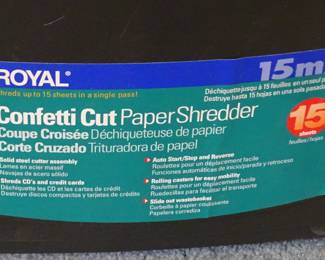 ROYAL
shreds up to 15 sheets in a single pass!
15m
Déchiquette jusqu'à 15 feuilles en un seul
Destruye hasta 15 hojas en una sola pasada
Confetti Cut Paper Shredder
Coupe Croisée Déchiqueteuse de papier
Corte Cruzado Trituradora de papel
15
sheets
feuilles/hojas
Solid steel cutter assembly
Lames en acier massif
Navajas de acero sólido
Shreds CD's and credit cards
Déchiquette les CD et les cartes de crédit
Destruye discos compactos y tarjetas de crédito
Auto Start/Stop and Reverse
Roulettes pour un déplacement facile
Funciones automáticas de inicio/parada y retroceso
Rolling casters for easy mobility
Roulettes pour un déplacement facile
Ruedecillas para facilitar el transporte
Slide out wastebasket
Corbeille à papier coulissante
Papelera corrediza